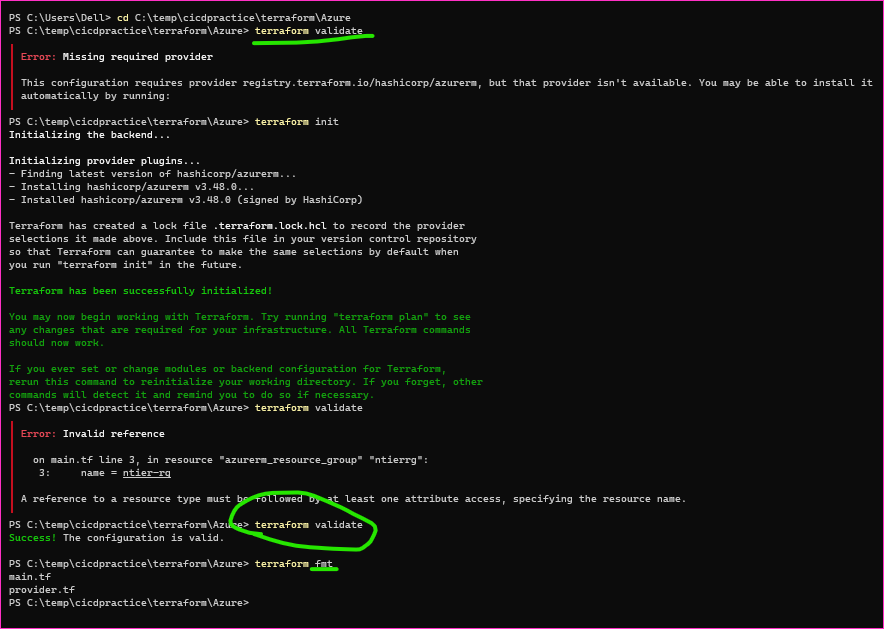 PS C:\Users\Dell> cd C:\temp\cicdpractice\terraform\Azure
PS C:\temp\cicdpractice\terraform\Azure> terraform validate
Error: Missing required provider
This configuration requires provider registry.terraform.io/hashicorp/azurerm, but that provider isn't available. You may be able to install it
automatically by running:
PS C:\temp\cicdpractice\terraform\Azure> terraform init
Initializing the backend...
Initializing provider plugins...
- Finding latest version of hashicorp/azurerm...
- Installing hashicorp/azurerm v3.48.0...
- Installed hashicorp/azurerm v3.48.0 (signed by HashiCorp)
Terraform has created a lock file .terraform.lock.hcl to record the provider
selections it made above. Include this file in your version control repository
so that Terraform can guarantee to make the same selections by default when
you run "terraform init" in the future.
Terraform has been successfully initialized!
You may now begin working with Terraform. Try running "terraform plan" to see
any changes that are required for your infrastructure. All Terraform commands
should now work.
If you ever set or change modules or backend configuration for Terraform,
rerun this command to reinitialize your working directory. If you forget, other
commands will detect it and remind you to do so if necessary.
PS C:\temp\cicdpractice\terraform\Azure> terraform validate
Error: Invalid reference
on main.tf line 3, in resource "azurerm_resource_group" "ntierrg":
3: name = ntier-rg
A reference to a resource type must be followed by at least one attribute access, specifying the resource name.
PS C:\temp\cicdpractice\terraform\Azure> terraform validate
Success! The configuration is valid.
PS C:\temp\cicdpractice\terraform\Azure> terraform fmt
main.tf
provider.tf
PS C:\temp\cicdpractice\terraform\Azure>